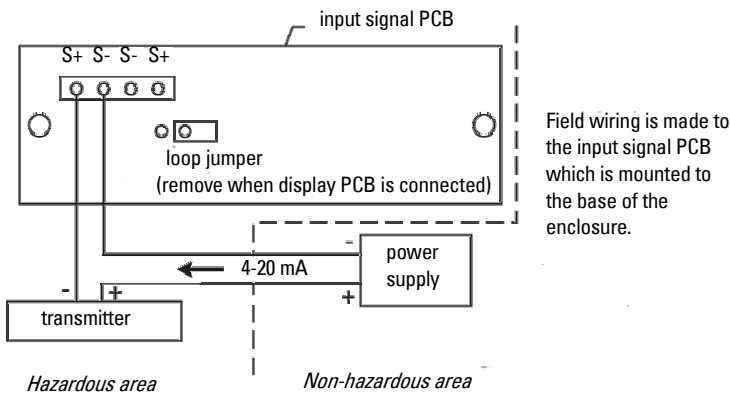 input signal PCB
S+ S- S- S+
loop jumper
(remove when display PCB is connected)
Field wiring is made to
the input signal PCB
which is mounted to
the base of the
enclosure.
-
power
supply
4-20 mA
+
- +
transmitter
Hazardous area
Non-hazardous area